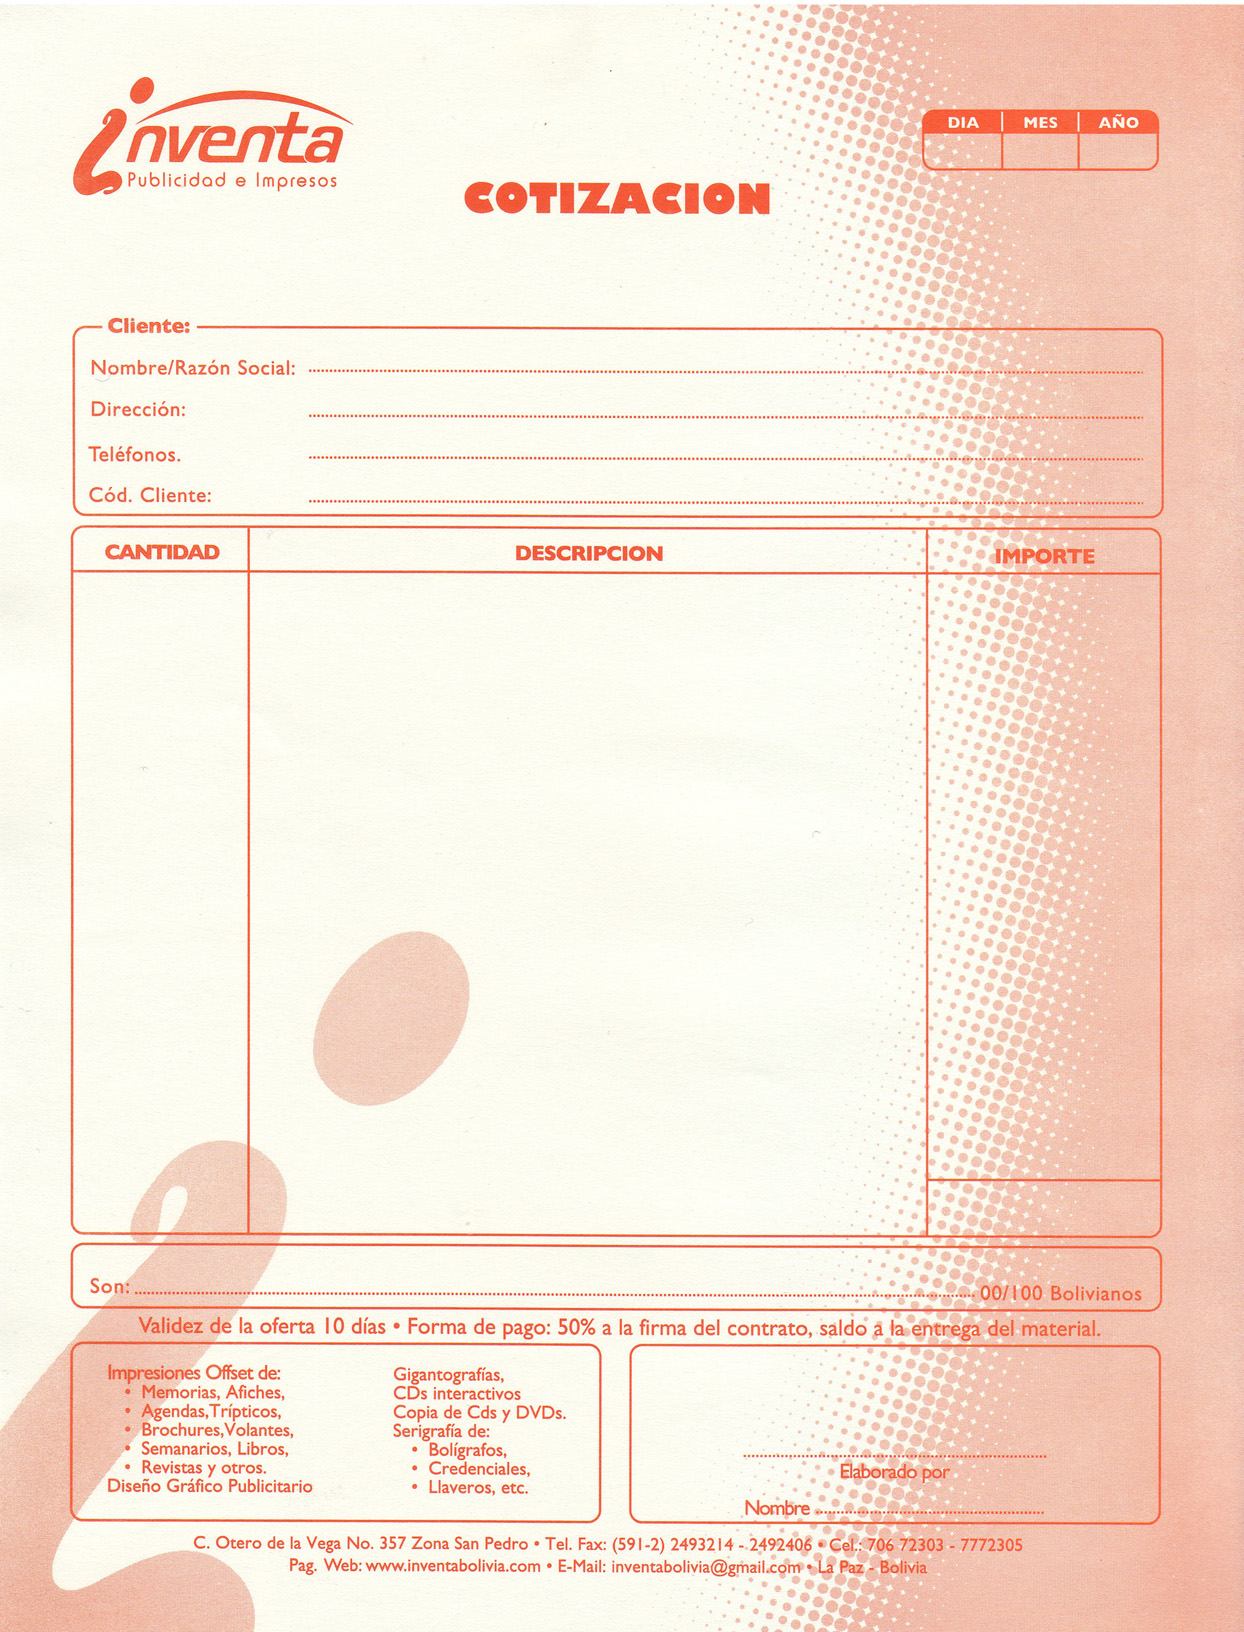 inventa
Publicidad e Impresos
DIA MES AÑO
COTIZACION
Cliente:
Nombre/Razón Social:
Dirección:
Teléfonos.
Cód. Cliente:
CANTIDAD DESCRIPCION IMPORTE
Son: 00/100 Bolivianos
Validez de la oferta 10 días • Forma de pago: 50% a la firma del contrato, saldo a la entrega del material.
Impresiones Offset de:
• Memorias, Afiches,
• Agendas,Trípticos,
• Brochures,Volantes,
• Semanarios, Libros,
• Revistas y otros.
Diseño Gráfico Publicitario
Gigantografías,
CDs interactivos
Copia de Cds y DVDs.
Serigrafía de:
• Bolígrafos,
• Credenciales,
• Llaveros, etc.
Elaborado por
Nombre
C. Otero de la Vega No. 357 Zona San Pedro • Tel. Fax: (591-2) 2493214 - 2492406 • Cel.: 706 72303 - 7772305
Pag. Web: www.inventabolivia.com • E-Mail: inventabolivia@gmail.com • La Paz - Bolivia